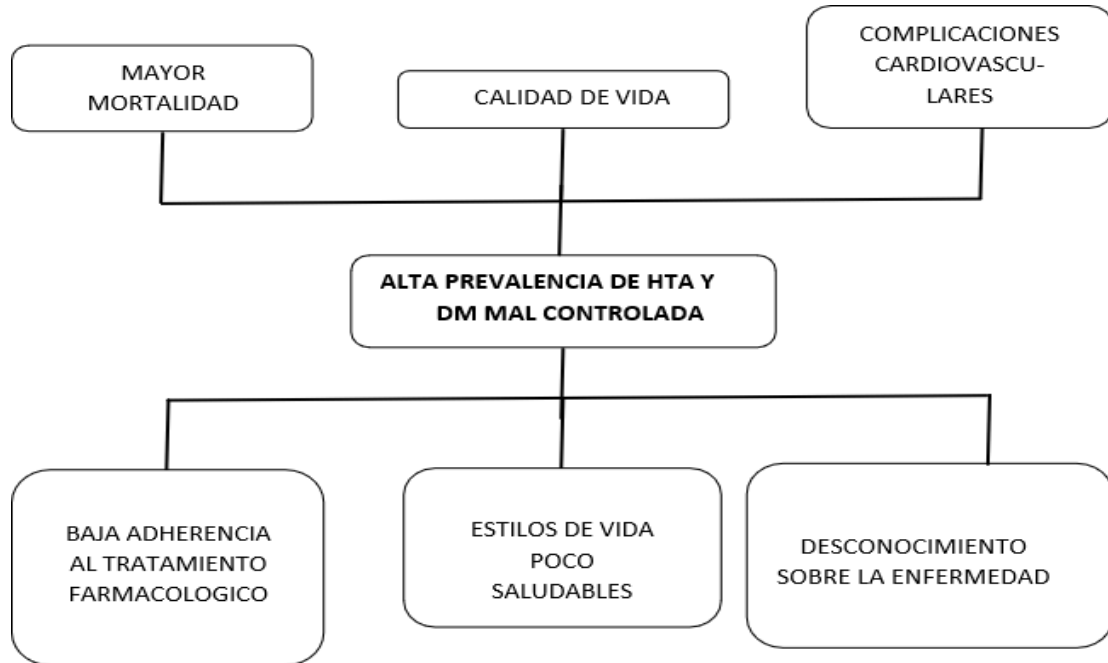 MAYOR
MORTALIDAD
CALIDAD DE VIDA
COMPLICACIONES
CARDIOVASCU-
LARES
ALTA PREVALENCIA DE HTA Y
DM MAL CONTROLADA
BAJA ADHERENCIA
AL TRATAMIENTO
FARMACOLOGICO
ESTILOS DE VIDA
POCO
SALUDABLES
DESCONOCIMIENTO
SOBRE LA ENFERMEDAD